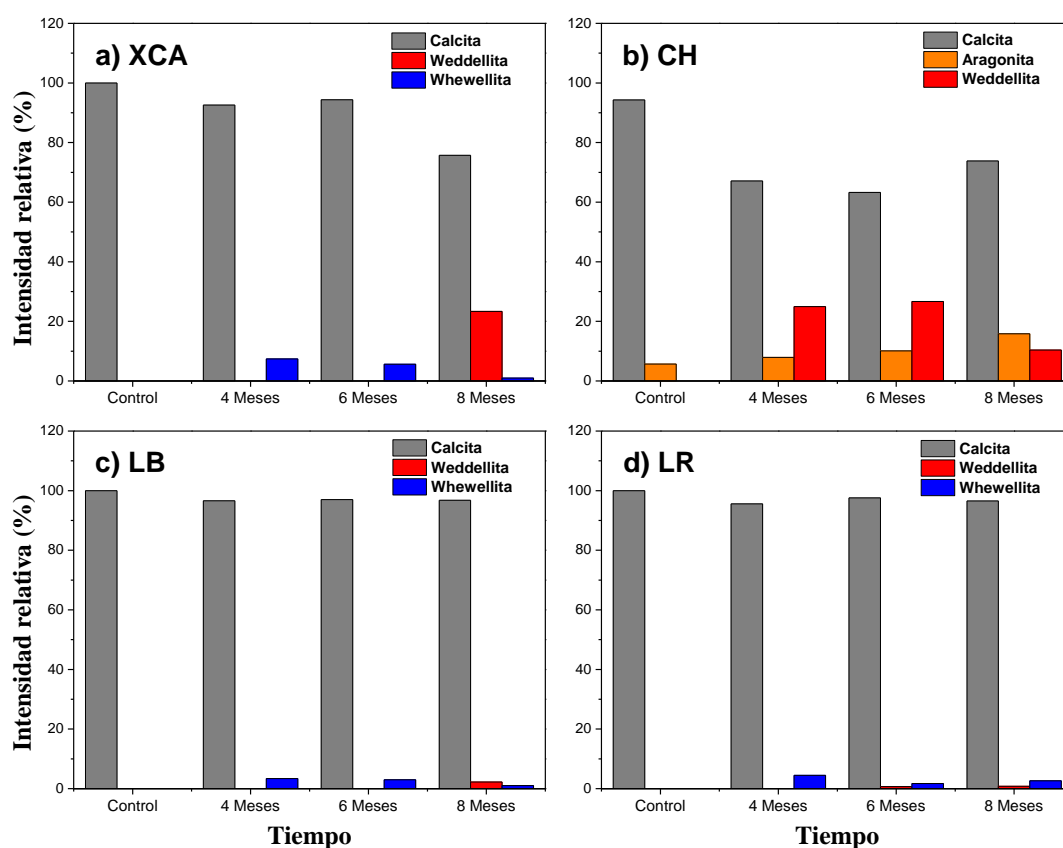 a) XCA
Calcita
Weddellita
Whewellita
Intensidad relativa (%)
120
100
80
60
40
20
0
Control
4 Meses
6 Meses
8 Meses
b) CH
Calcita
Aragonita
Weddellita
120
100
80
60
40
20
0
Control
4 Meses
6 Meses
8 Meses
c) LB
Calcita
Weddellita
Whewellita
Intensidad relativa (%)
120
100
80
60
40
20
0
Control
4 Meses
6 Meses
8 Meses
Tiempo
d) LR
Calcita
Weddellita
Whewellita
120
100
80
60
40
20
0
Control
4 Meses
6 Meses
8 Meses
Tiempo